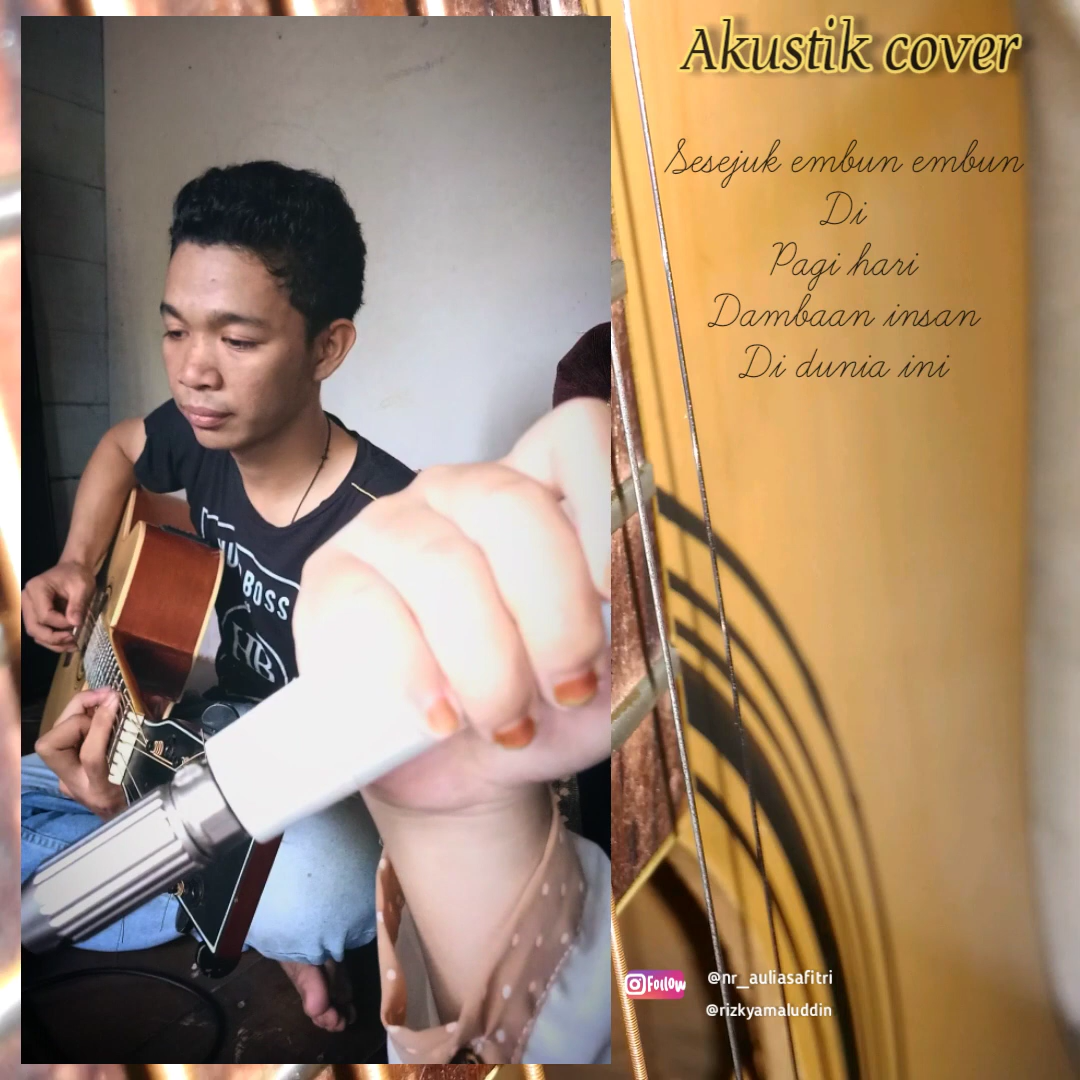 Akustik cover
Sesejuk embun embun
Di
Pagi hari
Dambaan insan
Di dunia ini
BOSS
HB
Follow
@nr_auliasafitri
@rizkyamaluddin